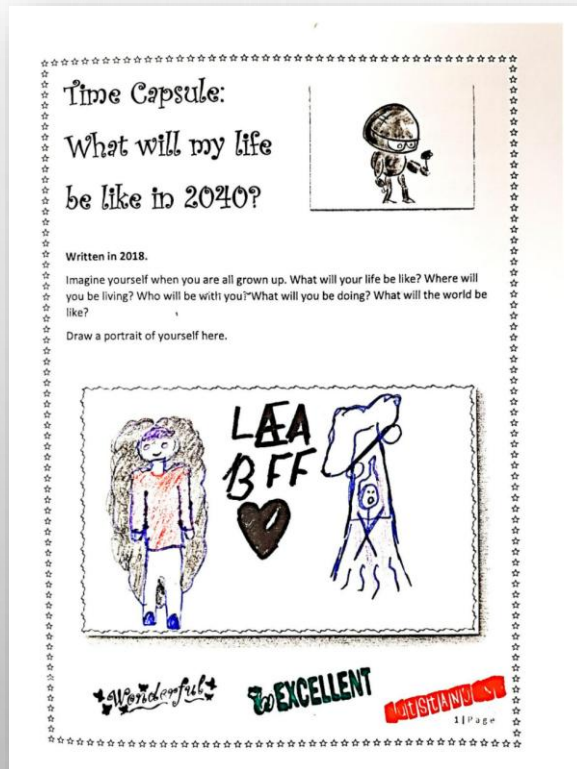 Time Capsule:
What will my life
be like in 2040?
Written in 2018.
Imagine yourself when you are all grown up. What will your life be like? Where will
you be living? Who will be with you? What will you be doing? What will the world be
like?
Draw a portrait of yourself here.
BFF
Wonderful
EXCELLENT
1|Page